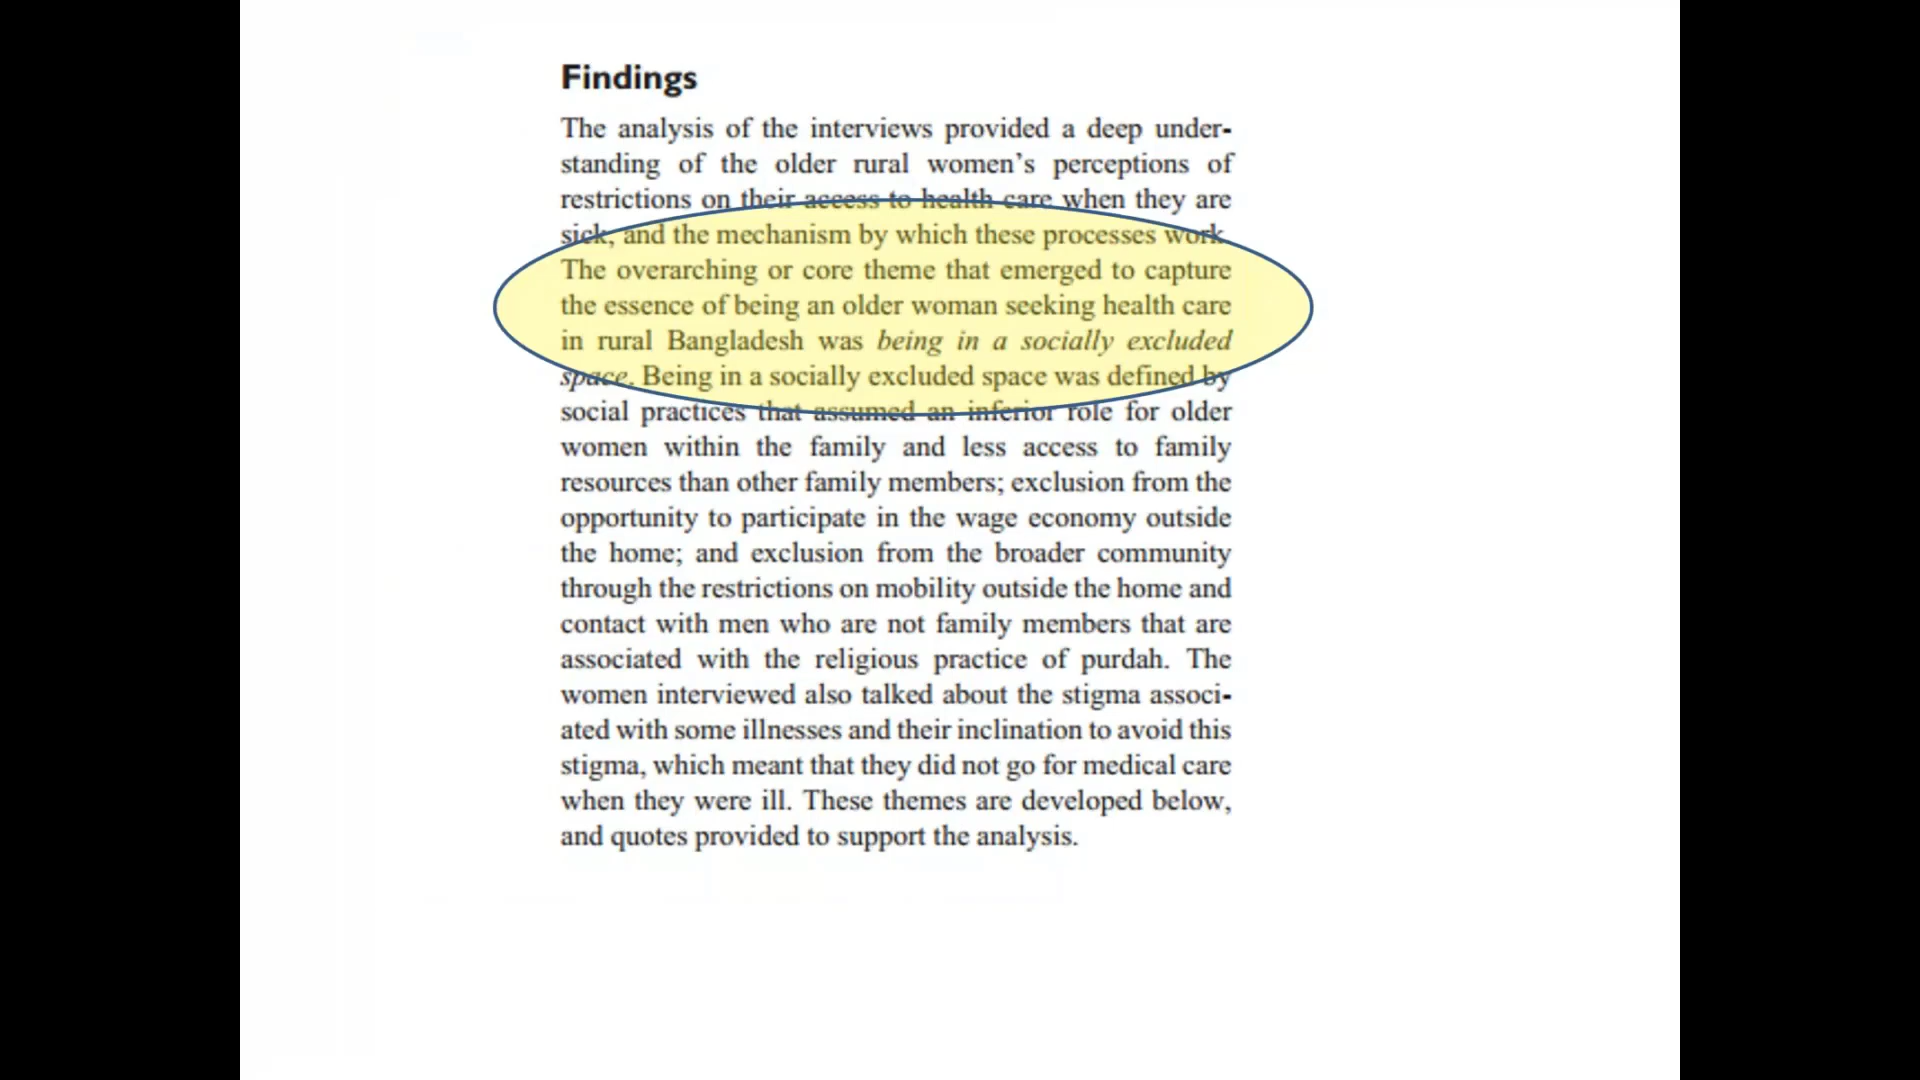 Findings
The analysis of the interviews provided a deep under-
standing of the older rural women’s perceptions of
restrictions on their access to health care when they are
sick, and the mechanism by which these processes work.
The overarching or core theme that emerged to capture
the essence of being an older woman seeking health care
in rural Bangladesh was being in a socially excluded
space. Being in a socially excluded space was defined by
social practices that assumed an inferior role for older
women within the family and less access to family
resources than other family members; exclusion from the
opportunity to participate in the wage economy outside
the home; and exclusion from the broader community
through the restrictions on mobility outside the home and
contact with men who are not family members that are
associated with the religious practice of purdah. The
women interviewed also talked about the stigma associ-
ated with some illnesses and their inclination to avoid this
stigma, which meant that they did not go for medical care
when they were ill. These themes are developed below,
and quotes provided to support the analysis.